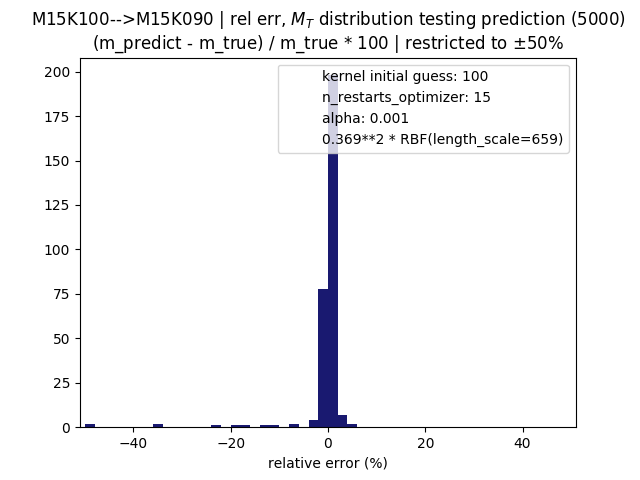 M15K100-->M15K090 | rel err, M_T distribution testing prediction (5000)
(m_predict - m_true) / m_true * 100 | restricted to ±50%
kernel initial guess: 100
n_restarts_optimizer: 15
alpha: 0.001
0.369**2 * RBF(length_scale=659)
200
175
150
125
100
75
50
25
0
−40 −20 0 20 40
relative error (%)